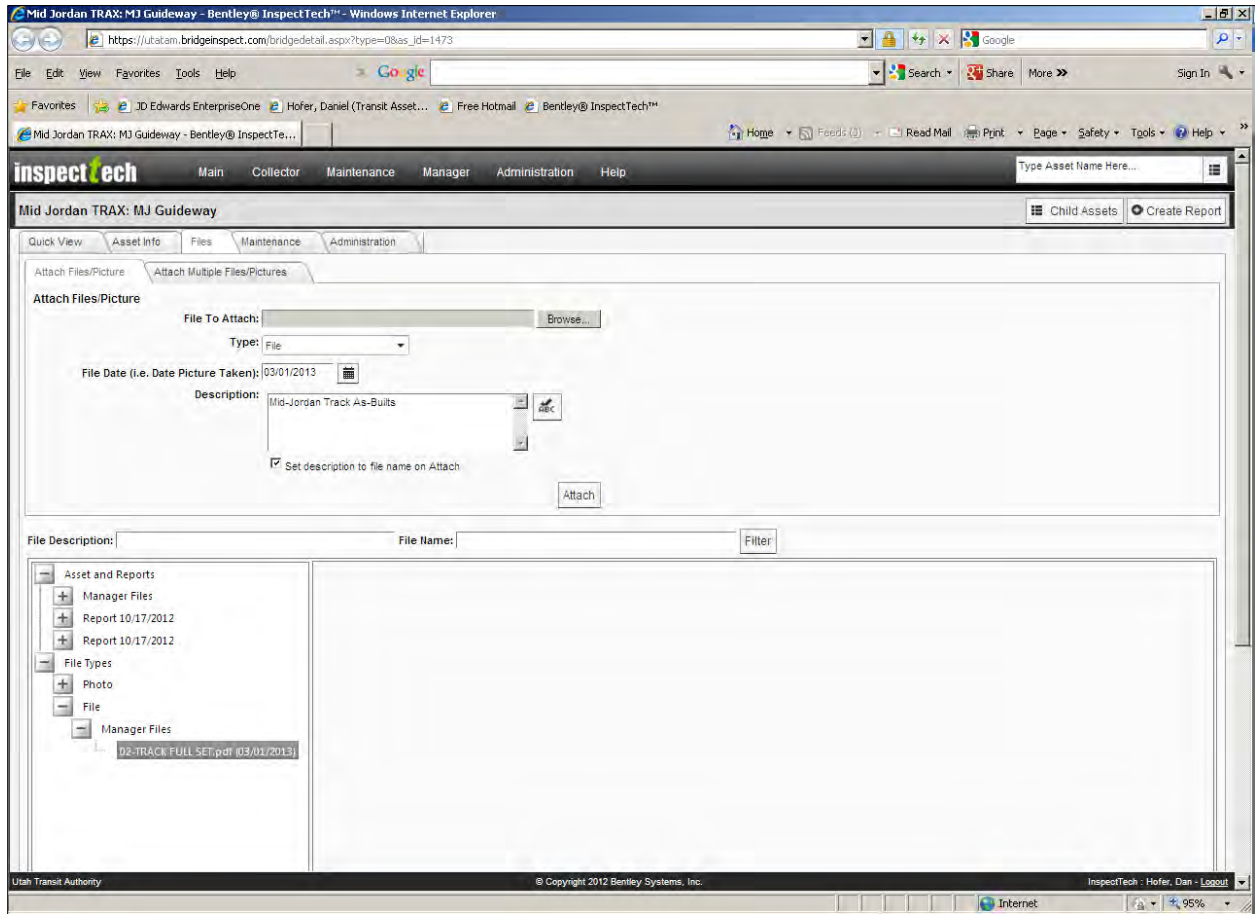 Mid Jordan TRAX: MJ Guideway - Bentley® InspectTech™ - Windows Internet Explorer
https://utatam.bridgeinspect.com/bridgedetail.aspx?type=0&as_id=1473
Google
File Edit View Favorites Tools Help
Google Search Share More >> Sign In
Favorites JD Edwards EnterpriseOne Hofer, Daniel (Transit Asset... Free Hotmail Bentley® InspectTech™
Mid Jordan TRAX: MJ Guideway - Bentley® InspectTe... Home Feeds (2) Read Mail Print Page Safety Tools Help >>
inspecttech Main Collector Maintenance Manager Administration Help Type Asset Name Here...
Mid Jordan TRAX: MJ Guideway Child Assets Create Report
Quick View Asset Info Files Maintenance Administration
Attach Files/Picture Attach Multiple Files/Pictures
Attach Files/Picture
File To Attach: Browse...
Type: File
File Date (i.e. Date Picture Taken): 03/01/2013
Description: Mid-Jordan Track As-Builts
ABC
Set description to file name on Attach
Attach
File Description: File Name: Filter
Asset and Reports
Manager Files
Report 10/17/2012
Report 10/17/2012
File Types
Photo
File
Manager Files
02-TRACK FULL SET.pdf (03/01/2013)
Utah Transit Authority © Copyright 2012 Bentley Systems, Inc. InspectTech : Hofer, Dan - Logout
Internet 95%